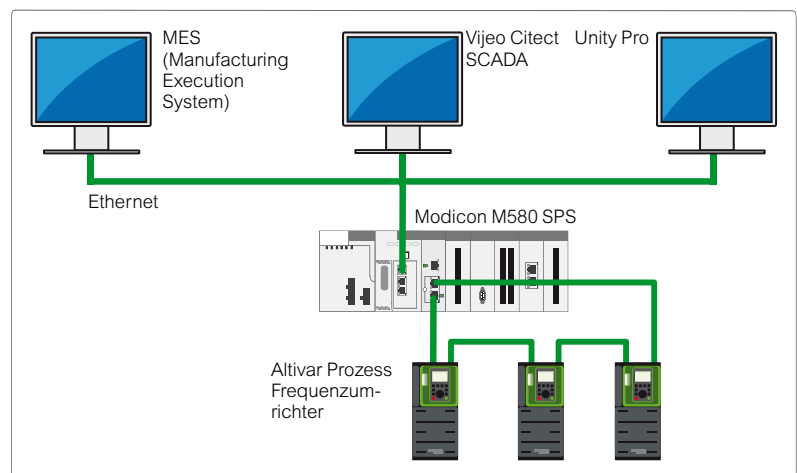 MES
(Manufacturing
Execution
System)
Vijeo Citect
SCADA
Unity Pro
Ethernet
Modicon M580 SPS
Altivar Prozess
Frequenzum-
richter